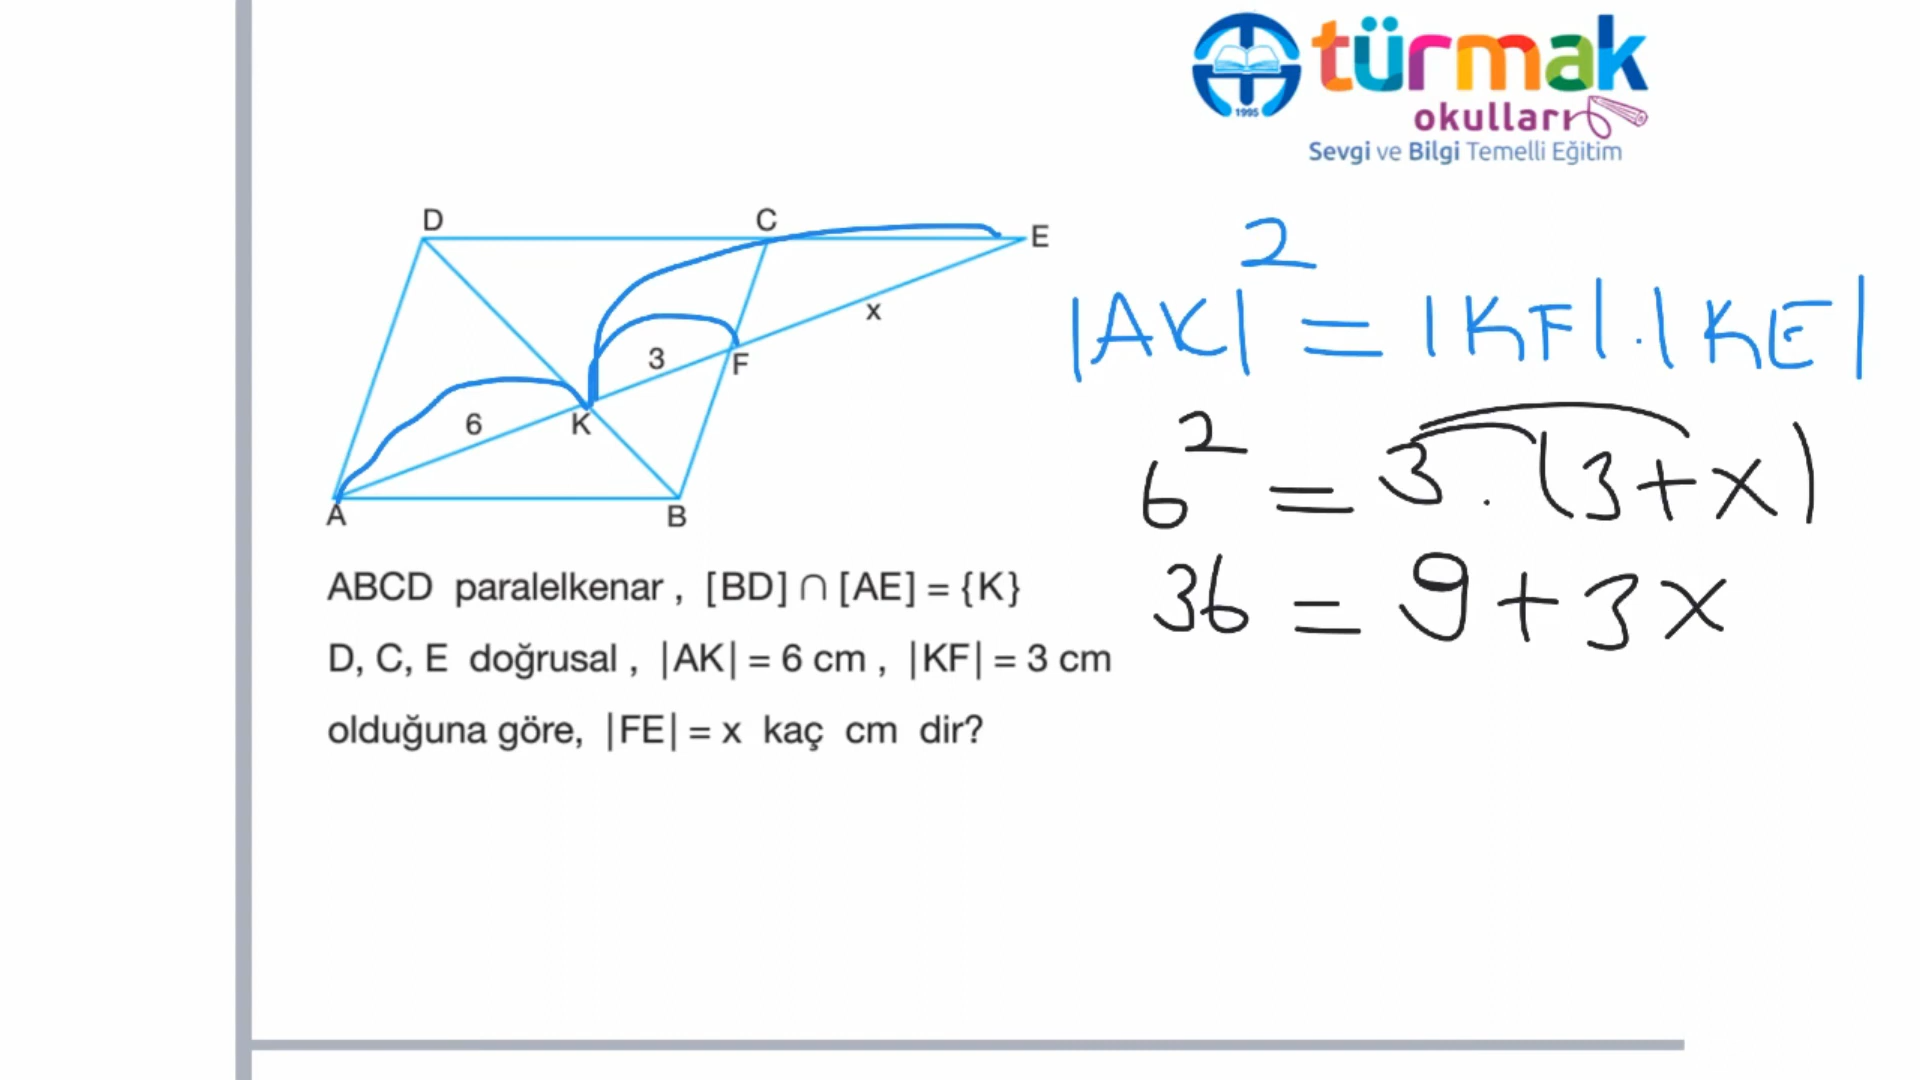 1995
türmak
okulları
Sevgi ve Bilgi Temelli Eğitim
D
C
E
x
3
F
6
K
A
B
|AK|² = |KF| . |KE|
6² = 3 . (3+x)
36 = 9 + 3x
ABCD paralelkenar , [BD] ∩ [AE] = {K}
D, C, E doğrusal , |AK| = 6 cm , |KF| = 3 cm
olduğuna göre, |FE| = x kaç cm dir?